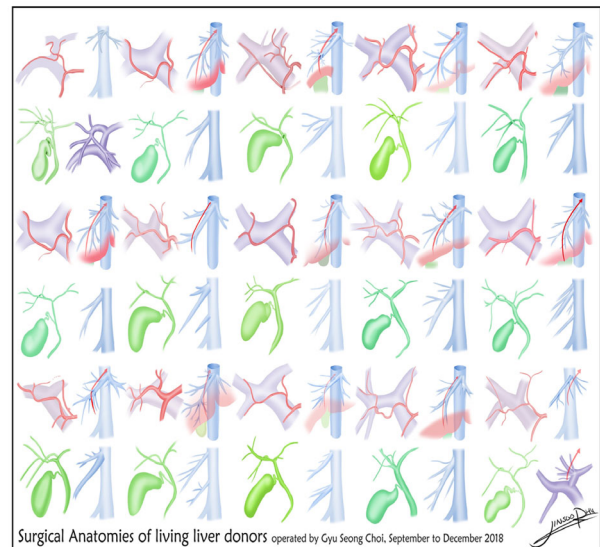 Surgical Anatomies of living liver donors operated by Gyu Seong Choi, September to December 2018